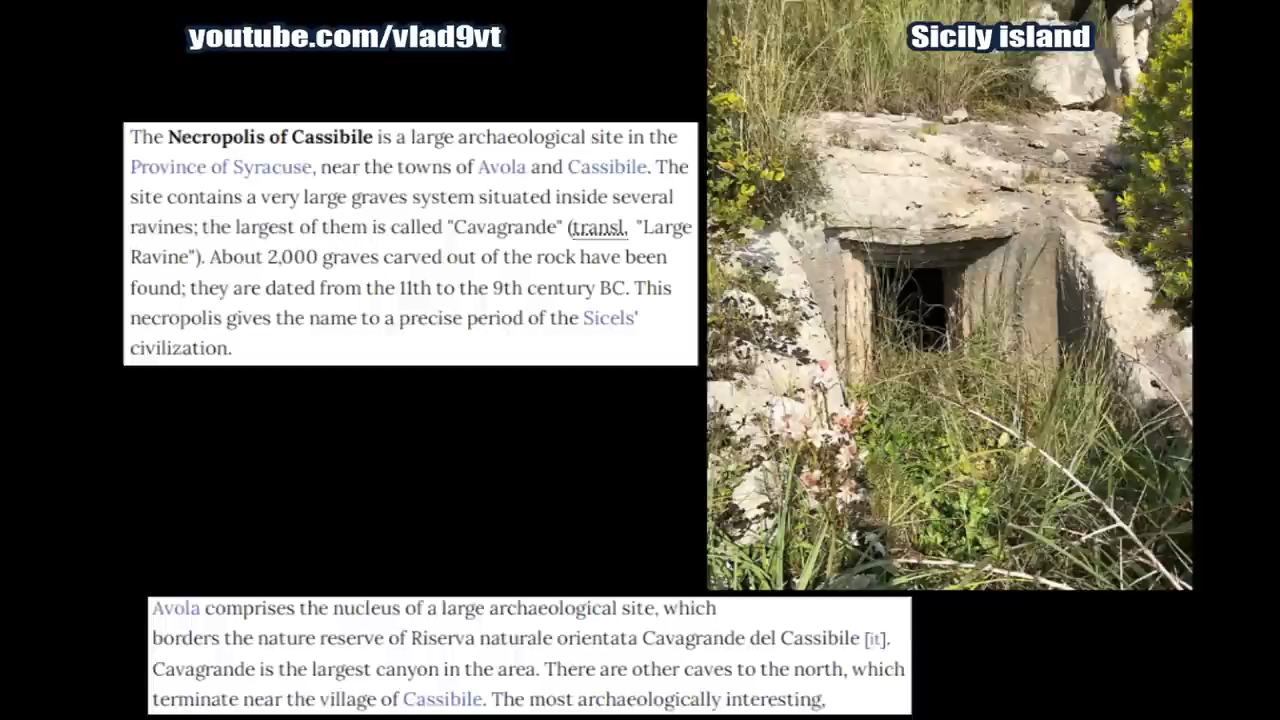 youtube.com/vlad9vt
Sicily island
The Necropolis of Cassibile is a large archaeological site in the
Province of Syracuse, near the towns of Avola and Cassibile. The
site contains a very large graves system situated inside several
ravines; the largest of them is called "Cavagrande" (transl. "Large
Ravine"). About 2,000 graves carved out of the rock have been
found; they are dated from the 11th to the 9th century BC. This
necropolis gives the name to a precise period of the Sicels'
civilization.
Avola comprises the nucleus of a large archaeological site, which
borders the nature reserve of Riserva naturale orientata Cavagrande del Cassibile [it].
Cavagrande is the largest canyon in the area. There are other caves to the north, which
terminate near the village of Cassibile. The most archaeologically interesting,